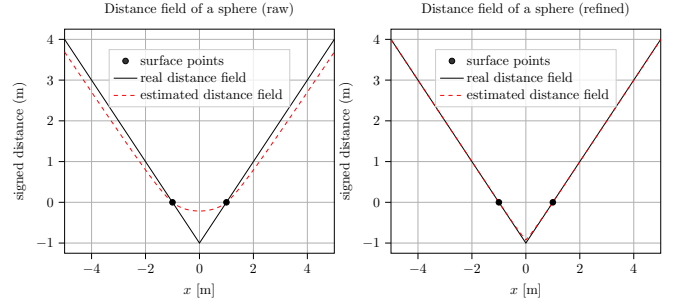 Distance field of a sphere (raw)
4
3
2
1
0
−1
signed distance (m)
surface points
real distance field
estimated distance field
−4
−2
0
2
4
x [m]
Distance field of a sphere (refined)
4
3
2
1
0
−1
signed distance (m)
surface points
real distance field
estimated distance field
−4
−2
0
2
4
x [m]